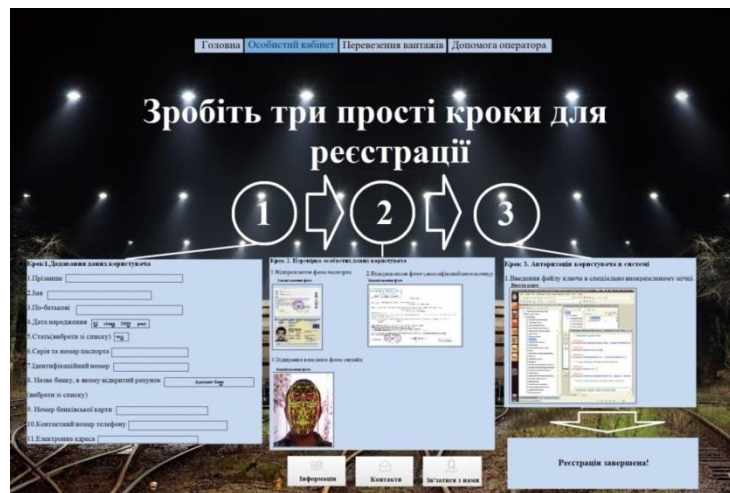 Головна Особистий кабінет Перевезення вантажів Допомога оператора
Зробіть три прості кроки для
реєстрації
1 2 3
Крок1.Додавання даних користувача
1.Прізвище
2.Імя
3.По-батькові
4.Дата народження
5.Стать(вибрати зі списку)
6.Серія та номер паспорта
7.Ідентифікаційний номер
8. Назва банку, в якому відкритий рахунок
(вибрати зі списку)
9. Номер банківської карти
10.Контактний номер телефону
11.Електронна адреса
Крок 2. Перевірка особистих даних користувача
1.Відправлення фото паспорта
2.Відправлення фото ідентифікаційного коду
3.Відправка власного фото онлайн
Крок 3. Авторизація користувача в системі
1.Введення файлу ключа в спеціально виокремленому місці.
Реєстрація завершена!
Інформація Контакти Зв'язатися з нами